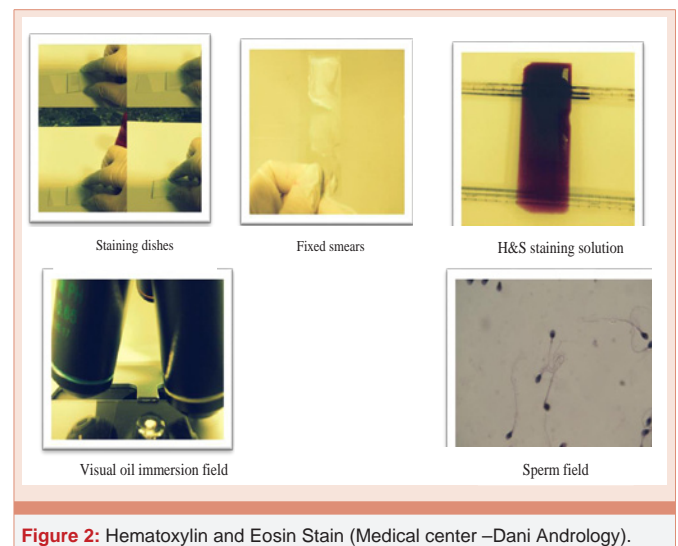 Staining dishes
Fixed smears
H&S staining solution
Visual oil immersion field
Sperm field
Figure 2: Hematoxylin and Eosin Stain (Medical center –Dani Andrology).